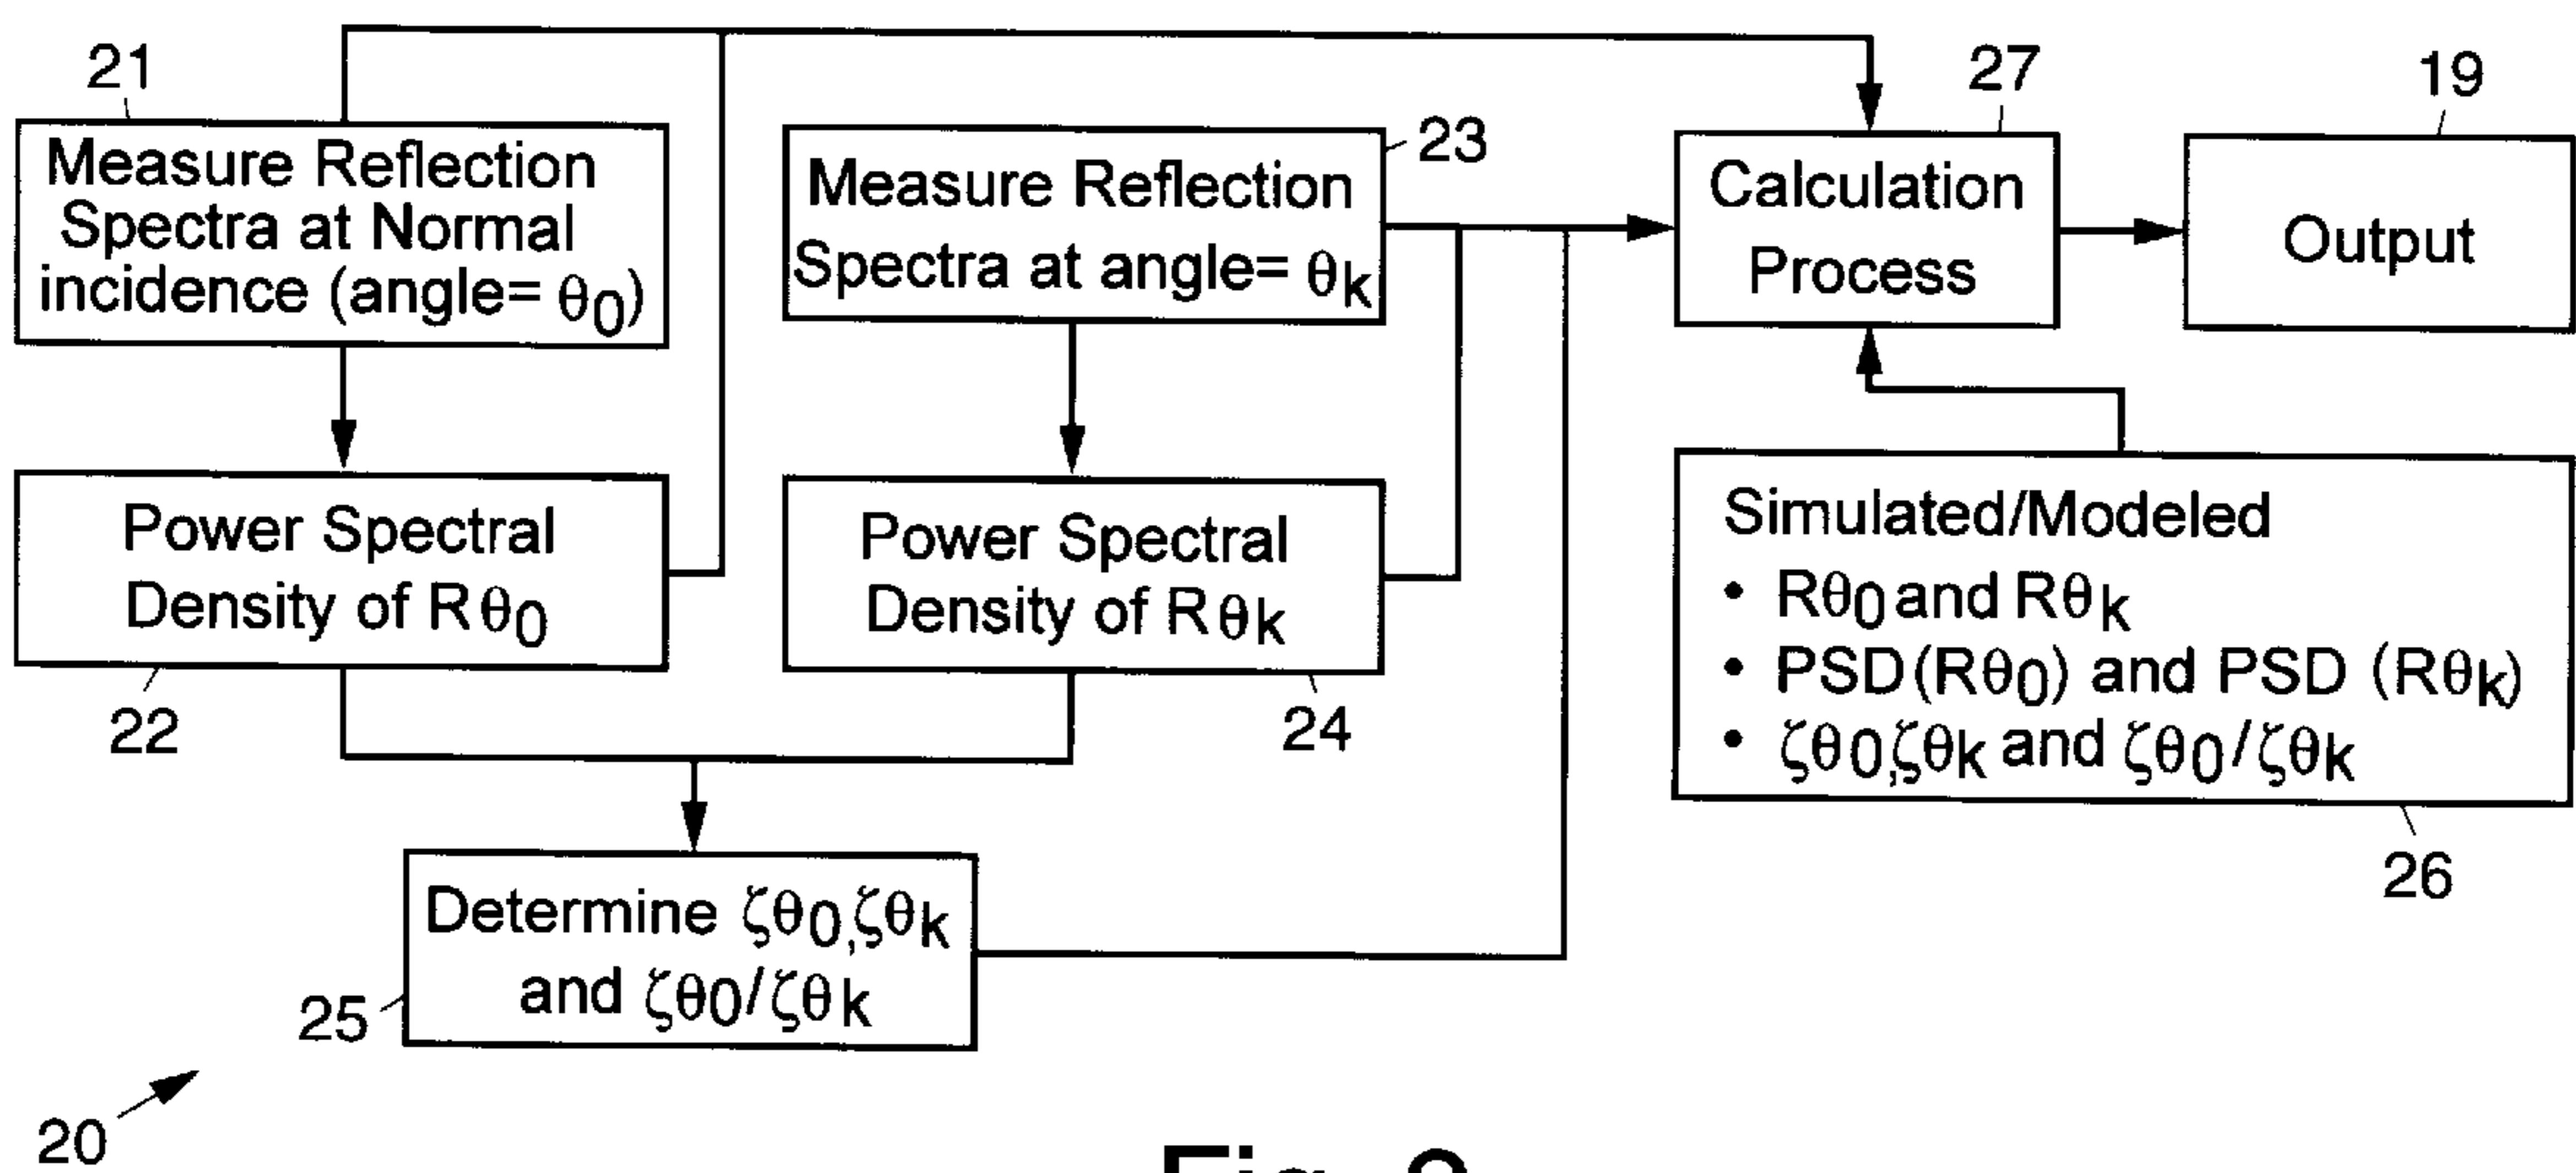 21
Measure Reflection
Spectra at Normal
incidence (angle= θ0)
23
Measure Reflection
Spectra at angle= θk
27
Calculation
Process
19
Output
Power Spectral
Density of Rθ0
22
Power Spectral
Density of Rθk
24
Simulated/Modeled
• Rθ0 and Rθk
• PSD(Rθ0) and PSD (Rθk)
• ζθ0,ζθk and ζθ0/ζθk
26
Determine ζθ0,ζθk
and ζθ0/ζθk
25
20